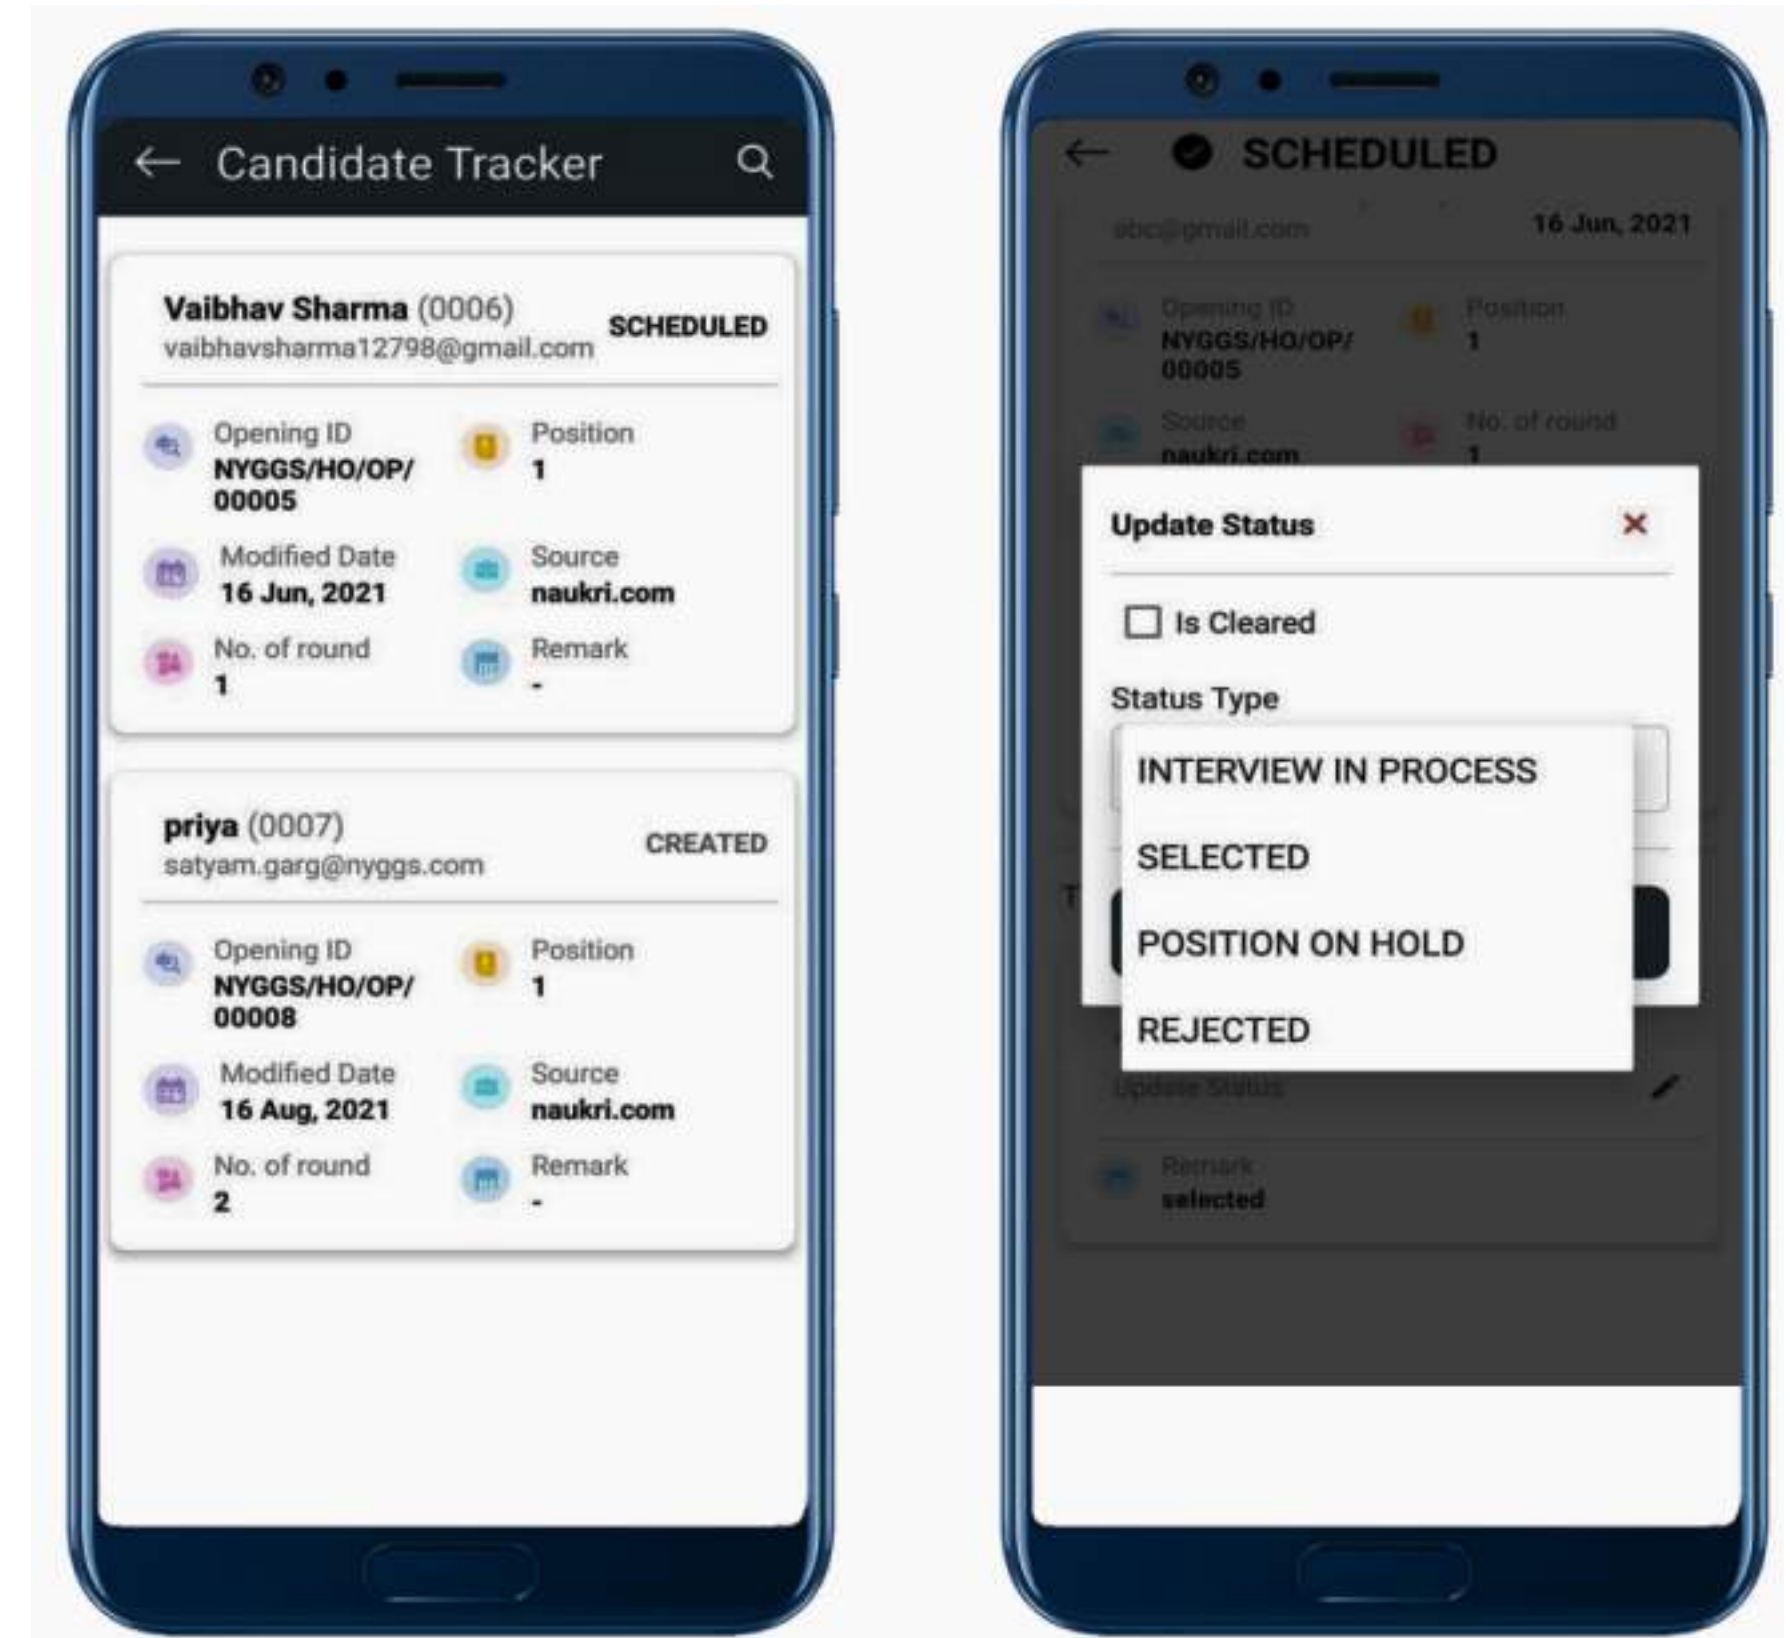 Candidate Tracker
Vaibhav Sharma (0006)
SCHEDULED
vaibhavsharma12798@gmail.com
Opening ID
NYGGS/HO/OP/
00005
Position
1
Modified Date
16 Jun, 2021
Source
naukri.com
No. of round
1
Remark
-
priya (0007)
CREATED
satyam.garg@nyggs.com
Opening ID
NYGGS/HO/OP/
00008
Position
1
Modified Date
16 Aug, 2021
Source
naukri.com
No. of round
2
Remark
-
SCHEDULED
abc@gmail.com
16 Jun, 2021
Opening ID
NYGGS/HO/OP/
00005
Position
1
Source
naukri.com
No. of round
1
Update Status
Is Cleared
Status Type
INTERVIEW IN PROCESS
SELECTED
POSITION ON HOLD
REJECTED
Update Status
Remark
selected